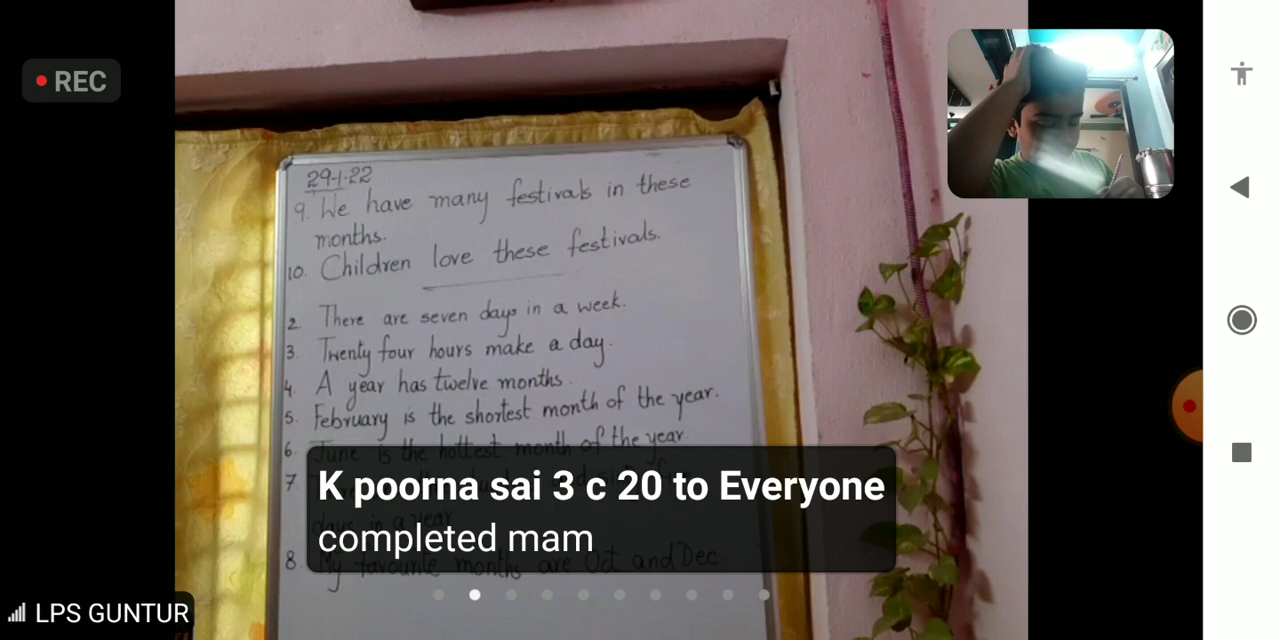 REC
29-1-22
9. We have many festivals in these
months.
10. Children love these festivals.
2. There are seven days in a week.
3. Twenty four hours make a day.
4. A year has twelve months.
5. February is the shortest month of the year.
6. June is the hottest month of the year.
7.
days in a year
8. My favourite months are Oct and Dec
K poorna sai 3 c 20 to Everyone
completed mam
LPS GUNTUR